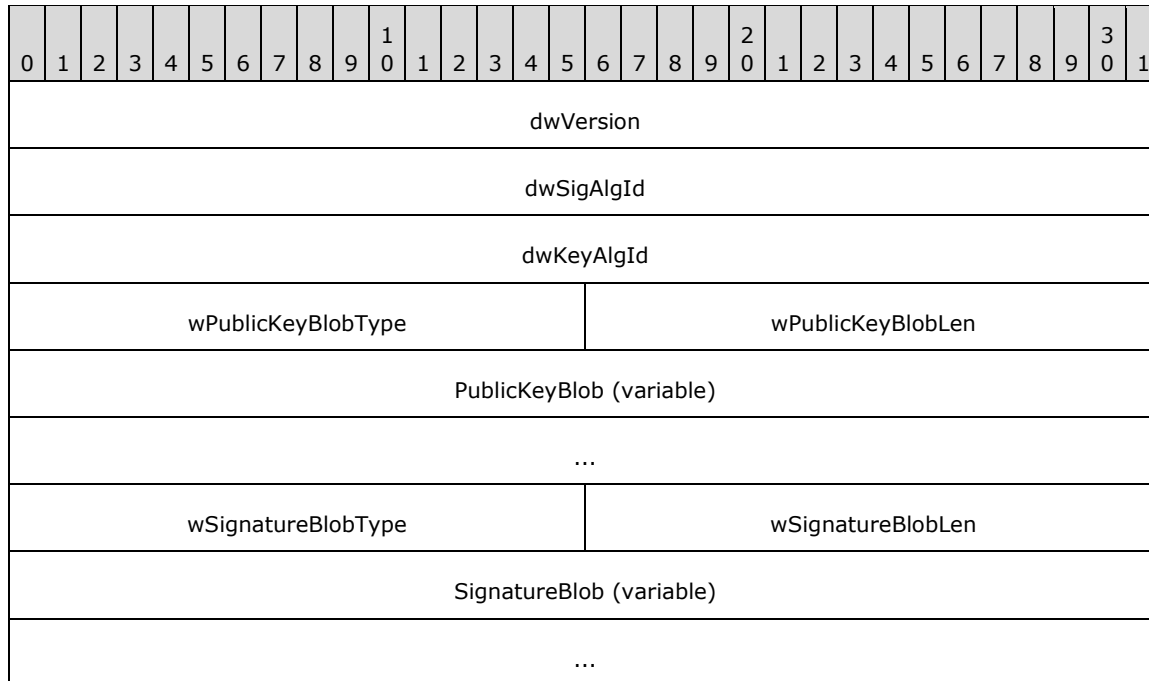 1 2 3
0 1 2 3 4 5 6 7 8 9 0 1 2 3 4 5 6 7 8 9 0 1 2 3 4 5 6 7 8 9 0 1
dwVersion
dwSigAlgId
dwKeyAlgId
wPublicKeyBlobType wPublicKeyBlobLen
PublicKeyBlob (variable)
...
wSignatureBlobType wSignatureBlobLen
SignatureBlob (variable)
...